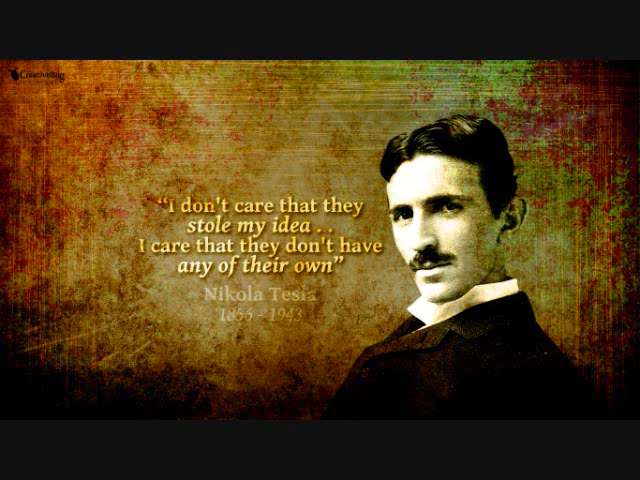 CreativeBug
“I don't care that they
stole my idea . .
I care that they don't have
any of their own”
Nikola Tesla
1856 - 1943